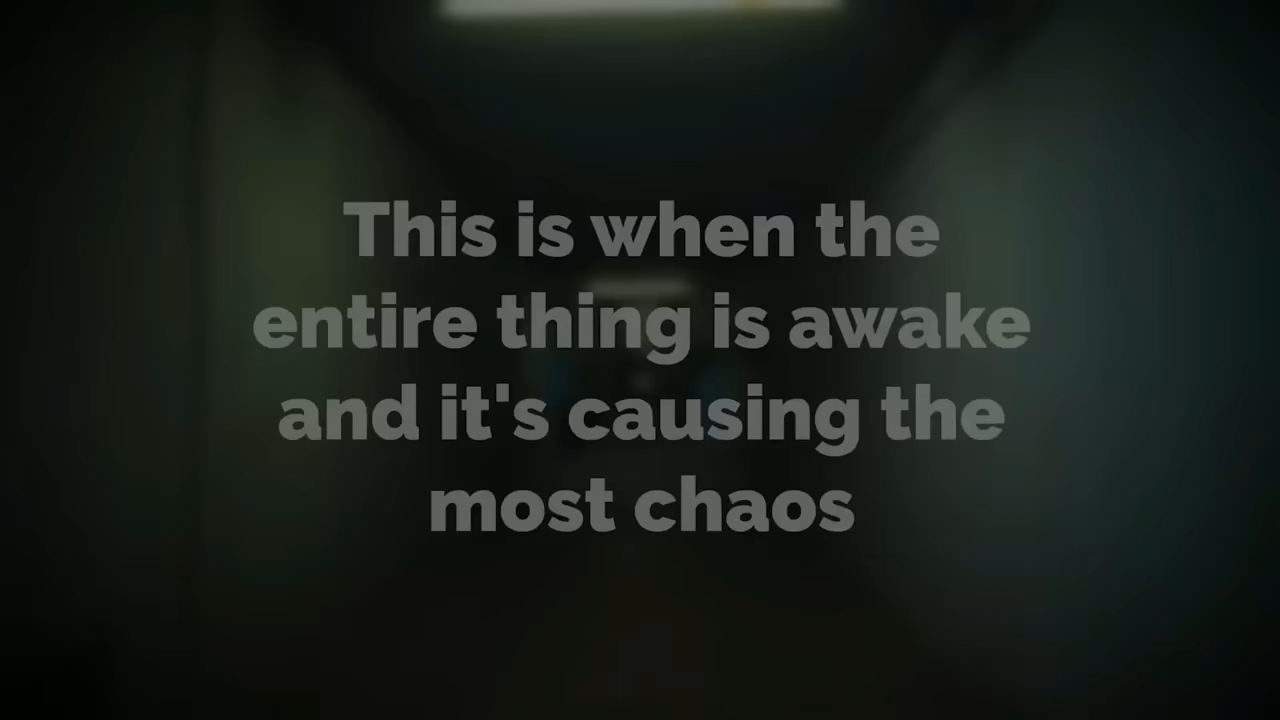 This is when the
entire thing is awake
and it's causing the
most chaos